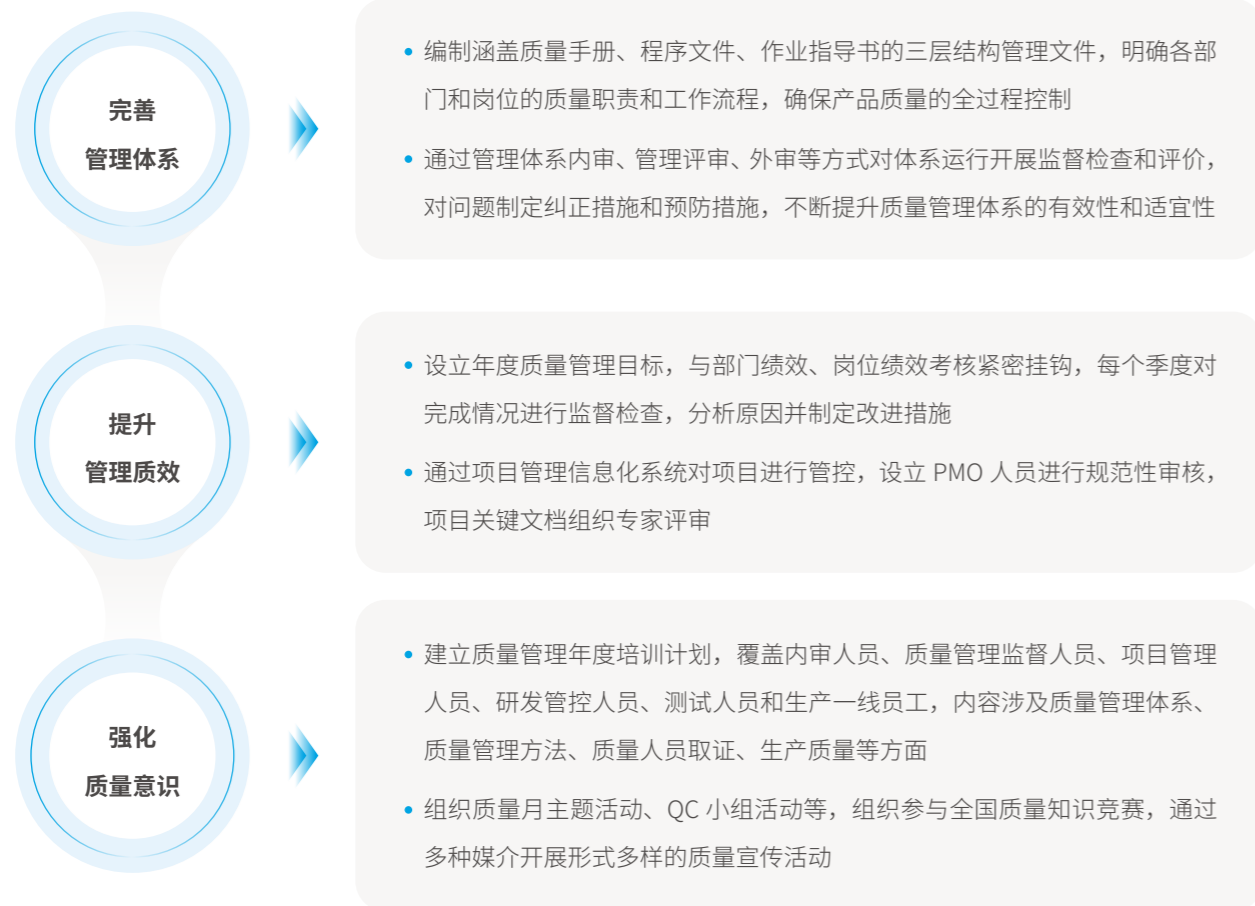 完善
管理体系
• 编制涵盖质量手册、程序文件、作业指导书的三层结构管理文件，明确各部
门和岗位的质量职责和工作流程，确保产品质量的全过程控制
• 通过管理体系内审、管理评审、外审等方式对体系运行开展监督检查和评价，
对问题制定纠正措施和预防措施，不断提升质量管理体系的有效性和适宜性
提升
管理质效
• 设立年度质量管理目标，与部门绩效、岗位绩效考核紧密挂钩，每个季度对
完成情况进行监督检查，分析原因并制定改进措施
• 通过项目管理信息化系统对项目进行管控，设立 PMO 人员进行规范性审核，
项目关键文档组织专家评审
强化
质量意识
• 建立质量管理年度培训计划，覆盖内审人员、质量管理监督人员、项目管理
人员、研发管控人员、测试人员和生产一线员工，内容涉及质量管理体系、
质量管理方法、质量人员取证、生产质量等方面
• 组织质量月主题活动、QC 小组活动等，组织参与全国质量知识竞赛，通过
多种媒介开展形式多样的质量宣传活动